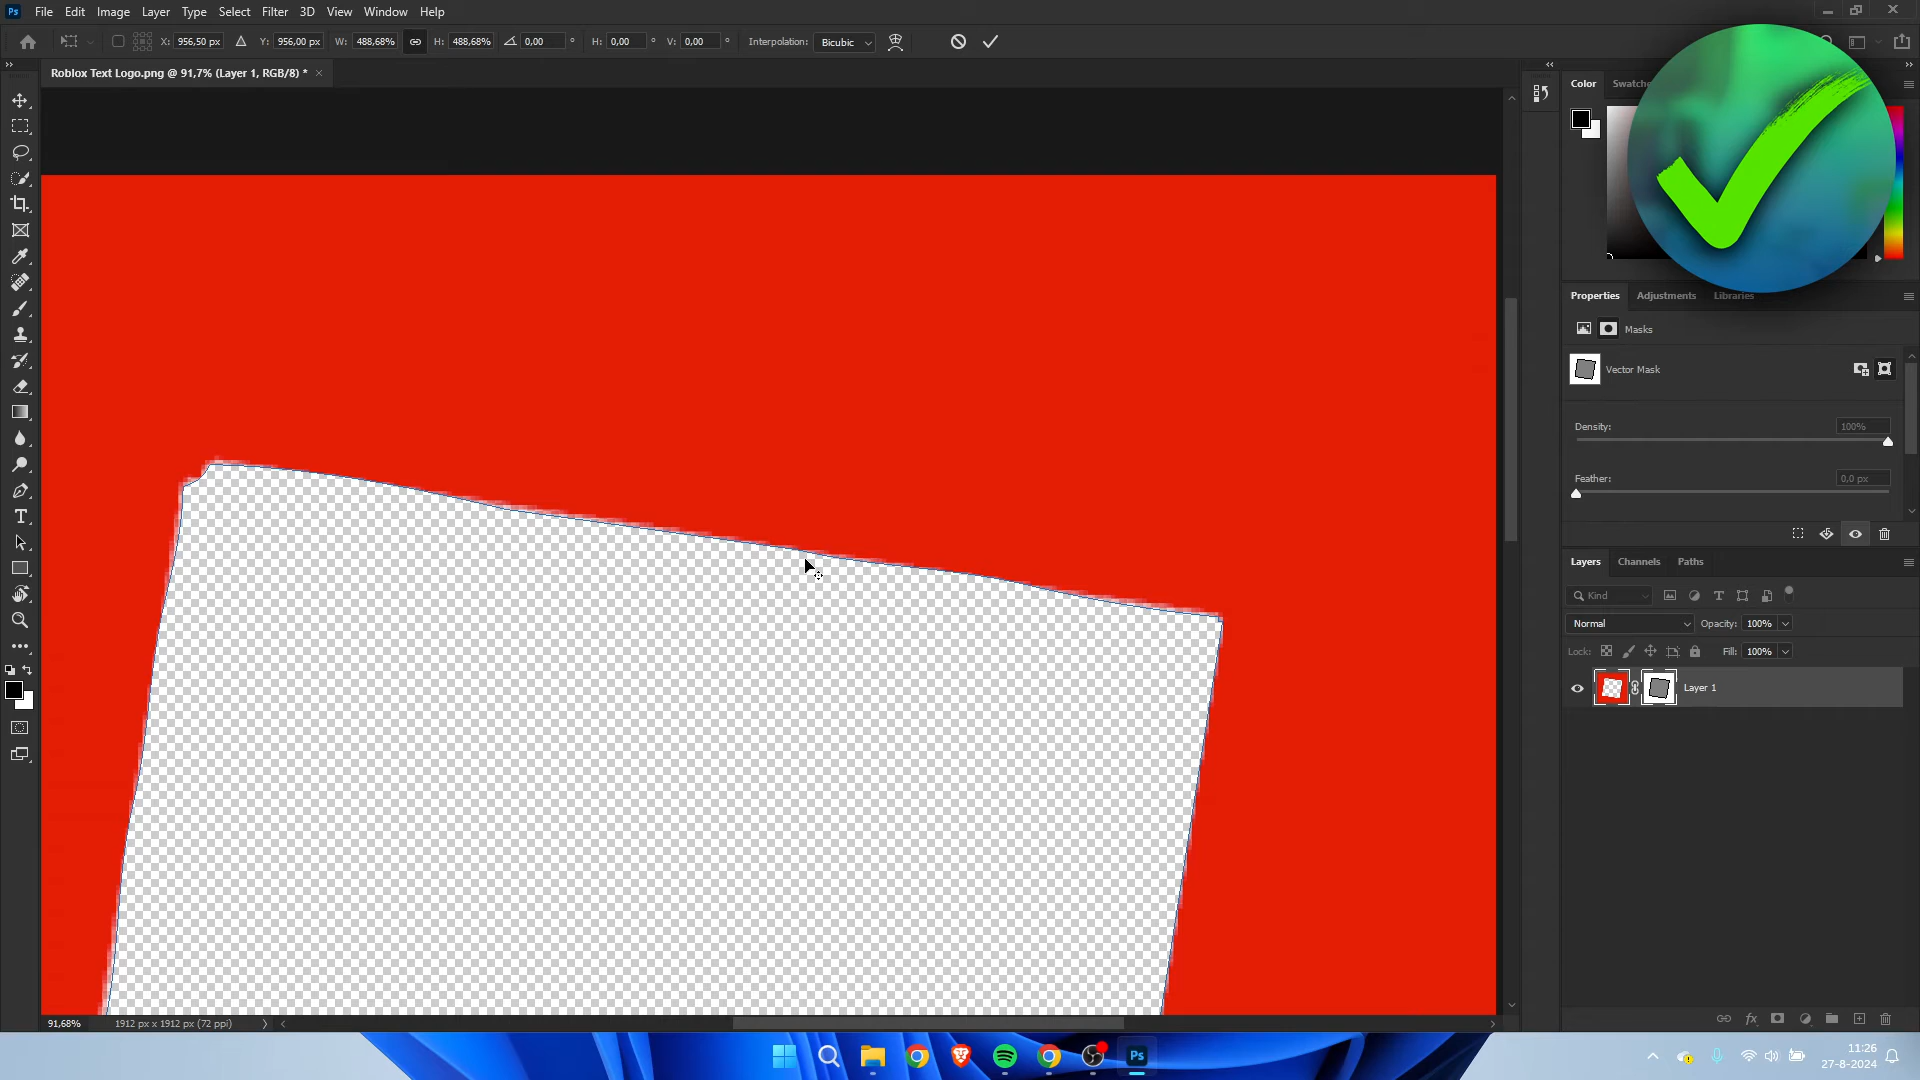 Ps File Edit Image Layer Type Select Filter 3D View Window Help
X: 956,50 px Y: 956,00 px W: 488,68% H: 488,68% 0,00 ° H: 0,00 ° V: 0,00 ° Interpolation: Bicubic
Roblox Text Logo.png @ 91,7% (Layer 1, RGB/8) * ×
Color Swatche
Properties Adjustments Libraries
Masks
Vector Mask
Density: 100%
Feather: 0,0 px
Layers Channels Paths
Kind
Normal Opacity: 100%
Lock: Fill: 100%
Layer 1
91,68% 1912 px x 1912 px (72 ppi)
Ps
11:26
27-8-2024